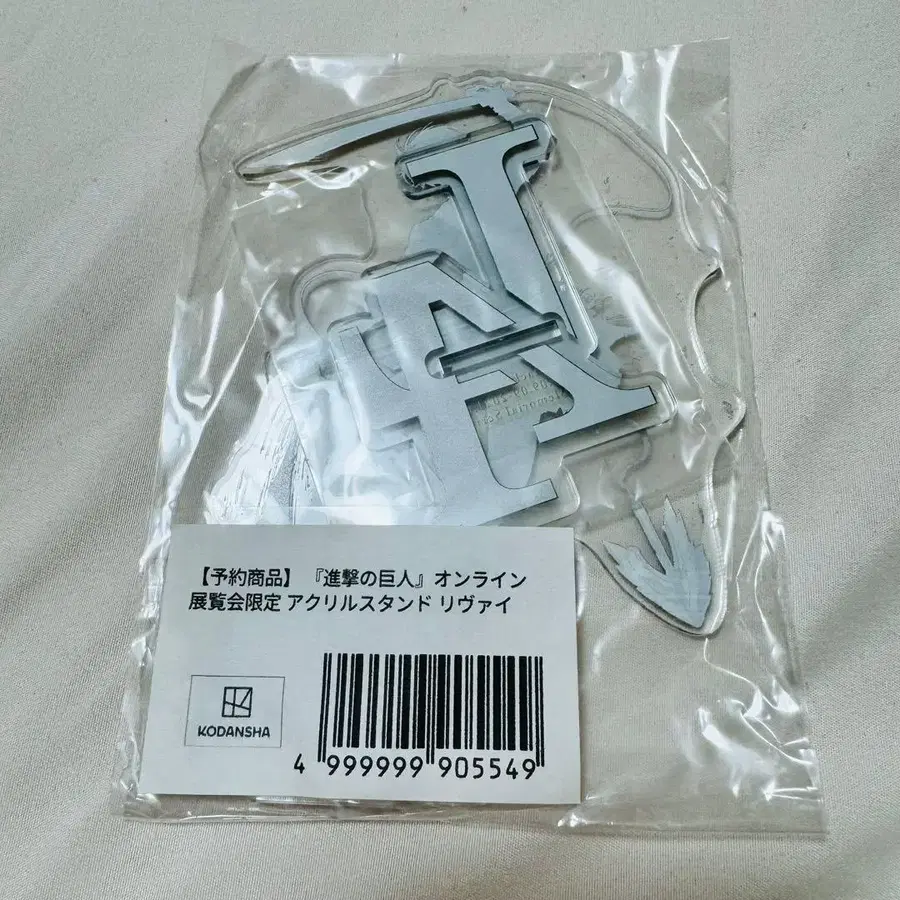 【予約商品】『進撃の巨人』オンライン
展覧会限定 アクリルスタンド リヴァイ
KODANSHA
4 999999 905549